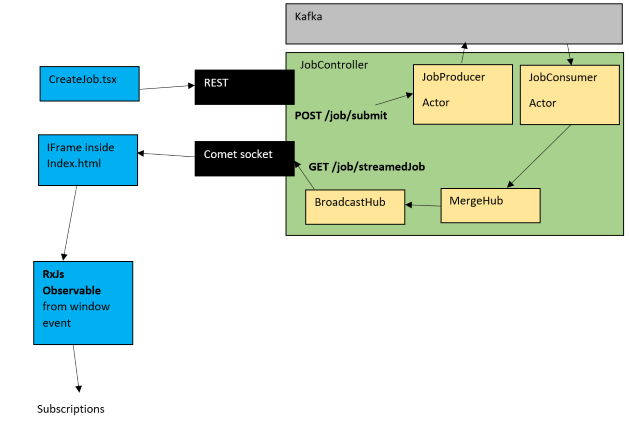 Kafka
JobController
CreateJob.tsx
REST
JobProducer
Actor
JobConsumer
Actor
POST /job/submit
IFrame inside
Index.html
Comet socket
GET /job/streamedJob
BroadcastHub
MergeHub
RxJs
Observable
from window
event
Subscriptions